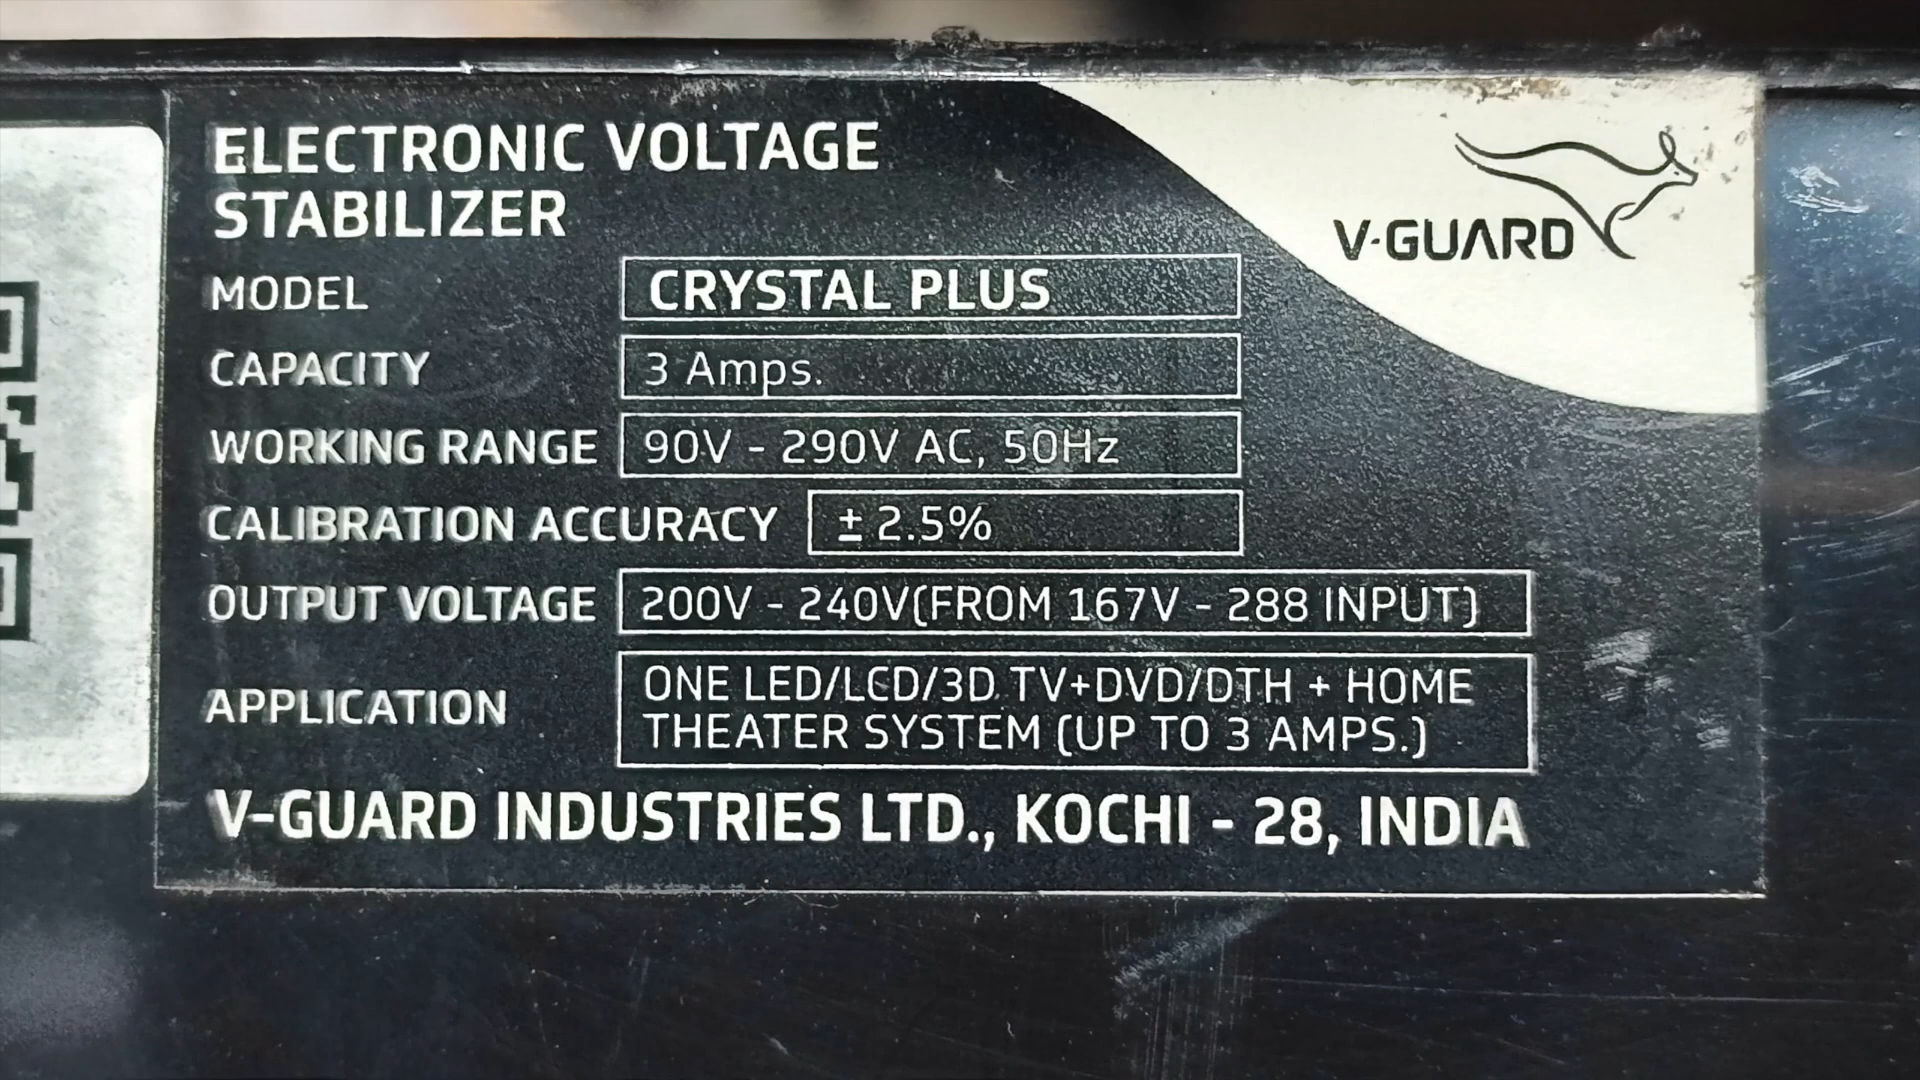 ELECTRONIC VOLTAGE
STABILIZER
V-GUARD
MODEL CRYSTAL PLUS
CAPACITY 3 Amps.
WORKING RANGE 90V - 290V AC, 50Hz
CALIBRATION ACCURACY ± 2.5%
OUTPUT VOLTAGE 200V - 240V(FROM 167V - 288 INPUT)
APPLICATION ONE LED/LCD/3D TV+DVD/DTH + HOME
THEATER SYSTEM (UP TO 3 AMPS.)
V-GUARD INDUSTRIES LTD., KOCHI - 28, INDIA